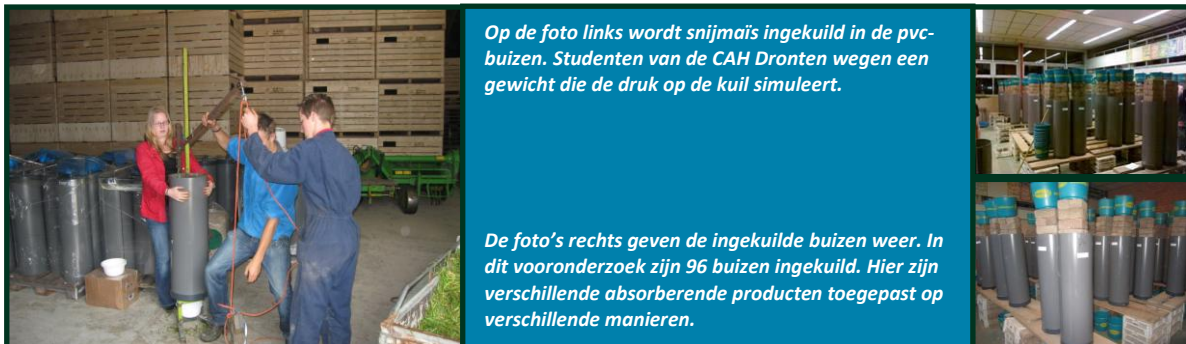 Op de foto links wordt snijmaïs ingekuild in de pvc-
buizen. Studenten van de CAH Dronten wegen een
gewicht die de druk op de kuil simuleert.
De foto’s rechts geven de ingekuilde buizen weer. In
dit vooronderzoek zijn 96 buizen ingekuild. Hier zijn
verschillende absorberende producten toegepast op
verschillende manieren.